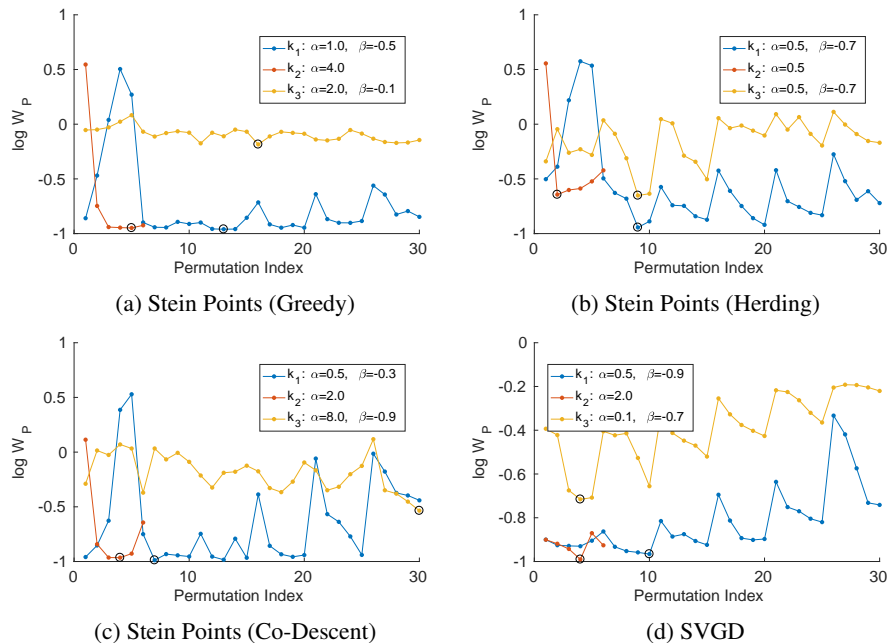 1
0.5
0
-0.5
-1
log W_P
0 10 20 30
Permutation Index
k_1: α=1.0, β=-0.5
k_2: α=4.0
k_3: α=2.0, β=-0.1
(a) Stein Points (Greedy)
1
0.5
0
-0.5
-1
log W_P
0 10 20 30
Permutation Index
k_1: α=0.5, β=-0.7
k_2: α=0.5
k_3: α=0.5, β=-0.7
(b) Stein Points (Herding)
1
0.5
0
-0.5
-1
log W_P
0 10 20 30
Permutation Index
k_1: α=0.5, β=-0.3
k_2: α=2.0
k_3: α=8.0, β=-0.9
(c) Stein Points (Co-Descent)
0
-0.2
-0.4
-0.6
-0.8
-1
log W_P
0 10 20 30
Permutation Index
k_1: α=0.5, β=-0.9
k_2: α=2.0
k_3: α=0.1, β=-0.7
(d) SVGD